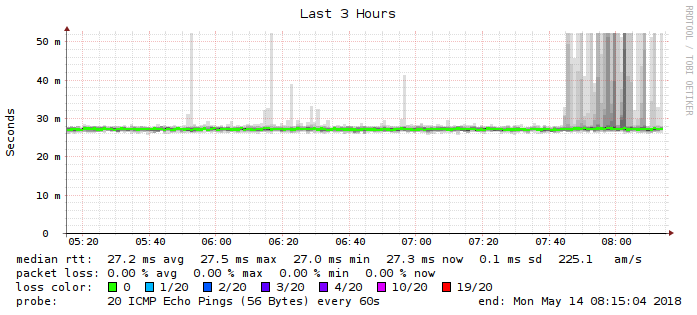 Last 3 Hours
RRDTOOL / TOBI OETIKER
Seconds
50 m
40 m
30 m
20 m
10 m
0
05:20 05:40 06:00 06:20 06:40 07:00 07:20 07:40 08:00
median rtt: 27.2 ms avg 27.5 ms max 27.0 ms min 27.3 ms now 0.1 ms sd 225.1 am/s
packet loss: 0.00 % avg 0.00 % max 0.00 % min 0.00 % now
loss color: 0 1/20 2/20 3/20 4/20 10/20 19/20
probe: 20 ICMP Echo Pings (56 Bytes) every 60s end: Mon May 14 08:15:04 2018